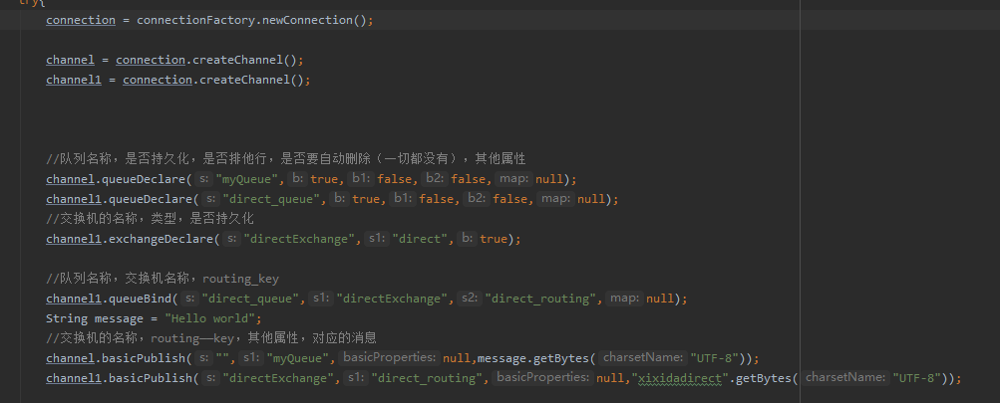 try{
connection = connectionFactory.newConnection();
channel = connection.createChannel();
channel1 = connection.createChannel();
//队列名称，是否持久化，是否排他行，是否要自动删除（一切都没有），其他属性
channel.queueDeclare( s: "myQueue", b: true, b1: false, b2: false, map: null);
channel1.queueDeclare( s: "direct_queue", b: true, b1: false, b2: false, map: null);
//交换机的名称，类型，是否持久化
channel1.exchangeDeclare( s: "directExchange", s1: "direct", b: true);
//队列名称，交换机名称，routing_key
channel1.queueBind( s: "direct_queue", s1: "directExchange", s2: "direct_routing", map: null);
String message = "Hello world";
//交换机的名称，routing——key，其他属性，对应的消息
channel.basicPublish( s: "", s1: "myQueue", basicProperties: null,message.getBytes( charsetName: "UTF-8"));
channel1.basicPublish( s: "directExchange", s1: "direct_routing", basicProperties: null,"xixidadirect".getBytes( charsetName: "UTF-8"));